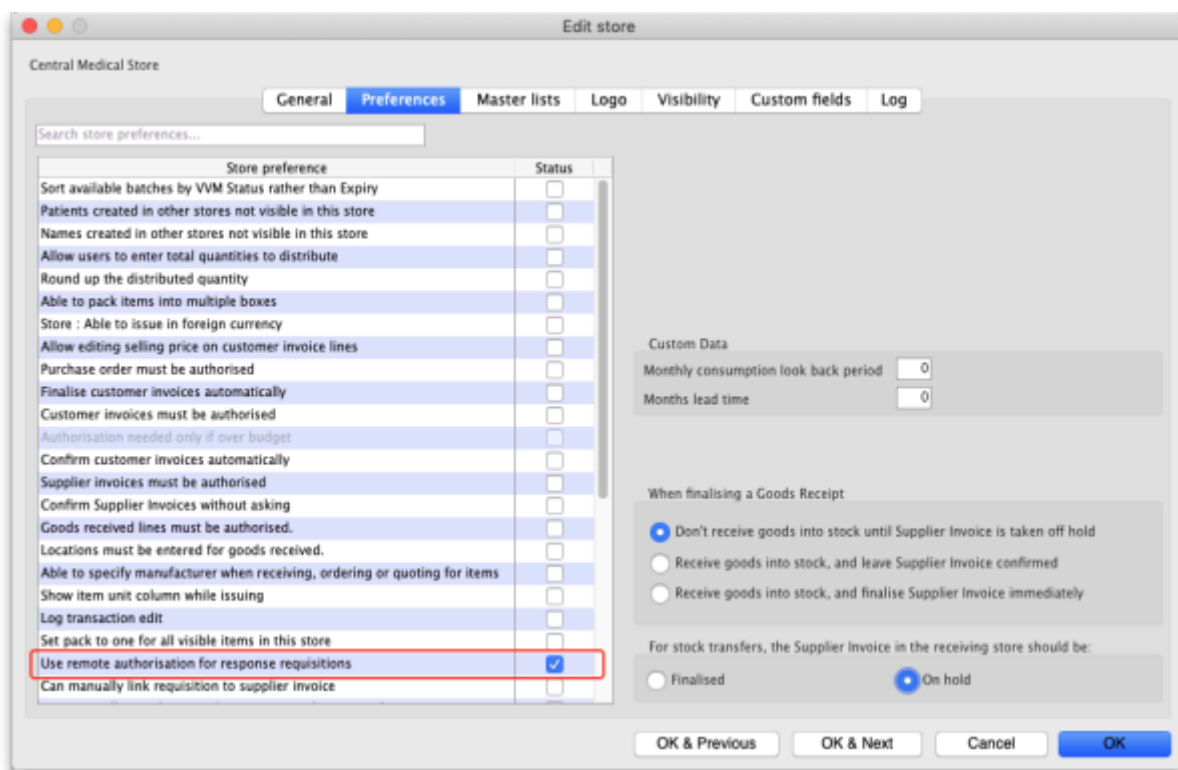 Edit store
Central Medical Store
General Preferences Master lists Logo Visibility Custom fields Log
Search store preferences...
Store preference Status
Sort available batches by VVM Status rather than Expiry
Patients created in other stores not visible in this store
Names created in other stores not visible in this store
Allow users to enter total quantities to distribute
Round up the distributed quantity
Able to pack items into multiple boxes
Store : Able to issue in foreign currency
Allow editing selling price on customer invoice lines
Purchase order must be authorised
Finalise customer invoices automatically
Customer invoices must be authorised
Authorisation needed only if over budget
Confirm customer invoices automatically
Supplier invoices must be authorised
Confirm Supplier Invoices without asking
Goods received lines must be authorised.
Locations must be entered for goods received.
Able to specify manufacturer when receiving, ordering or quoting for items
Show item unit column while issuing
Log transaction edit
Set pack to one for all visible items in this store
Use remote authorisation for response requisitions
Can manually link requisition to supplier invoice
Custom Data
Monthly consumption look back period 0
Months lead time 0
When finalising a Goods Receipt
Don't receive goods into stock until Supplier Invoice is taken off hold
Receive goods into stock, and leave Supplier Invoice confirmed
Receive goods into stock, and finalise Supplier Invoice immediately
For stock transfers, the Supplier Invoice in the receiving store should be:
Finalised On hold
OK & Previous OK & Next Cancel OK